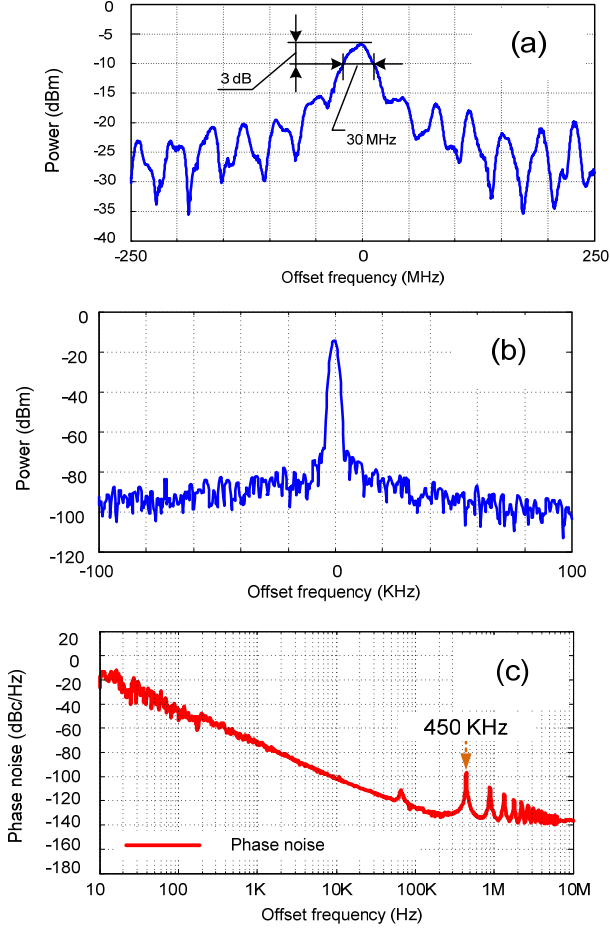 0
-5
-10
-15
-20
-25
-30
-35
-40
Power (dBm)
(a)
3 dB
30 MHz
-250
0
250
Offset frequency (MHz)
0
-20
-40
-60
-80
-100
-120
Power (dBm)
(b)
-100
0
100
Offset frequency (KHz)
20
0
-20
-40
-60
-80
-100
-120
-140
-160
-180
Phase noise (dBc/Hz)
(c)
450 KHz
Phase noise
10
100
1K
10K
100K
1M
10M
Offset frequency (Hz)